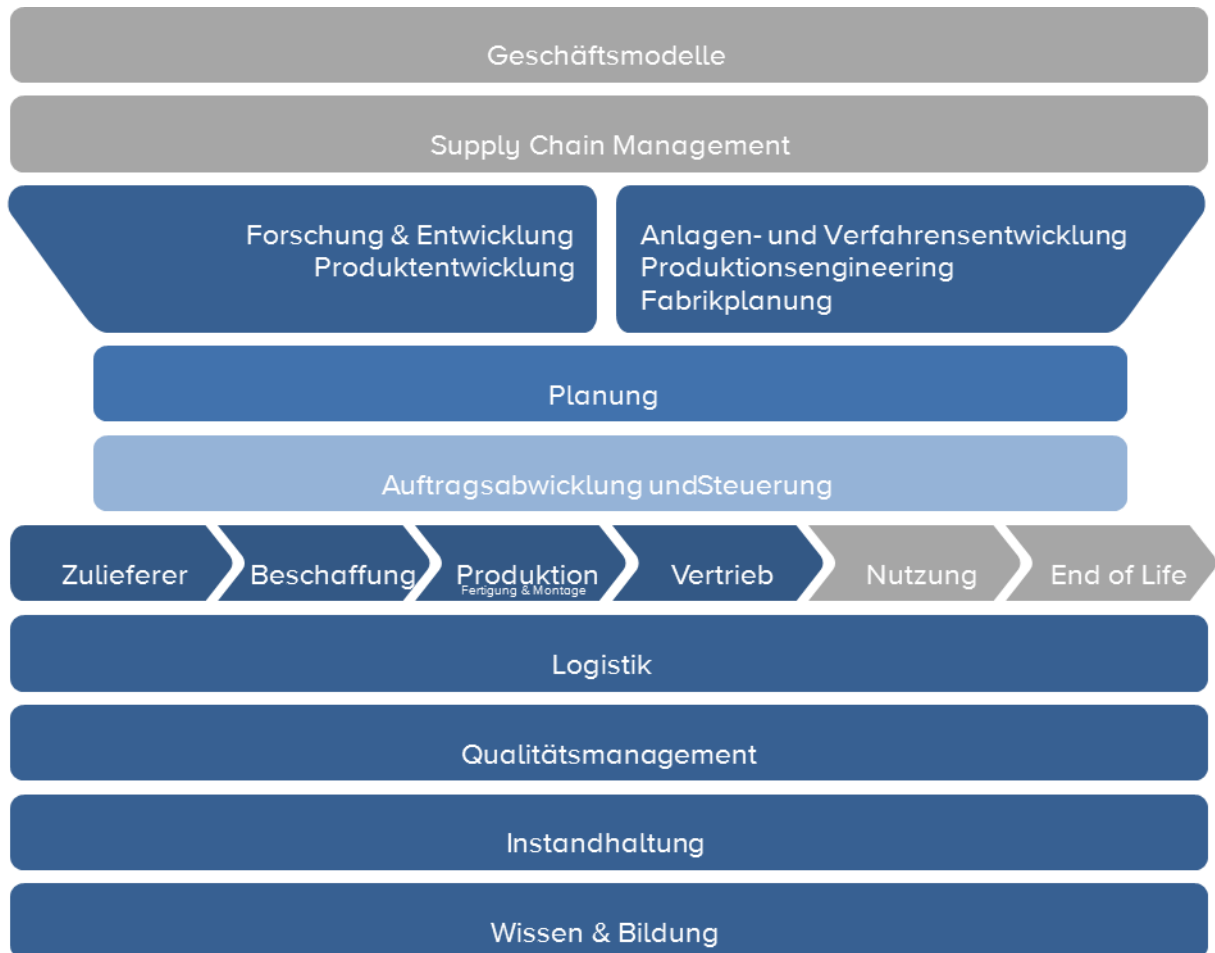 Geschäftsmodelle
Supply Chain Management
Forschung & Entwicklung
Produktentwicklung
Anlagen- und Verfahrensentwicklung
Produktionsengineering
Fabrikplanung
Planung
Auftragsabwicklung undSteuerung
Zulieferer
Beschaffung
Produktion
Fertigung & Montage
Vertrieb
Nutzung
End of Life
Logistik
Qualitätsmanagement
Instandhaltung
Wissen & Bildung